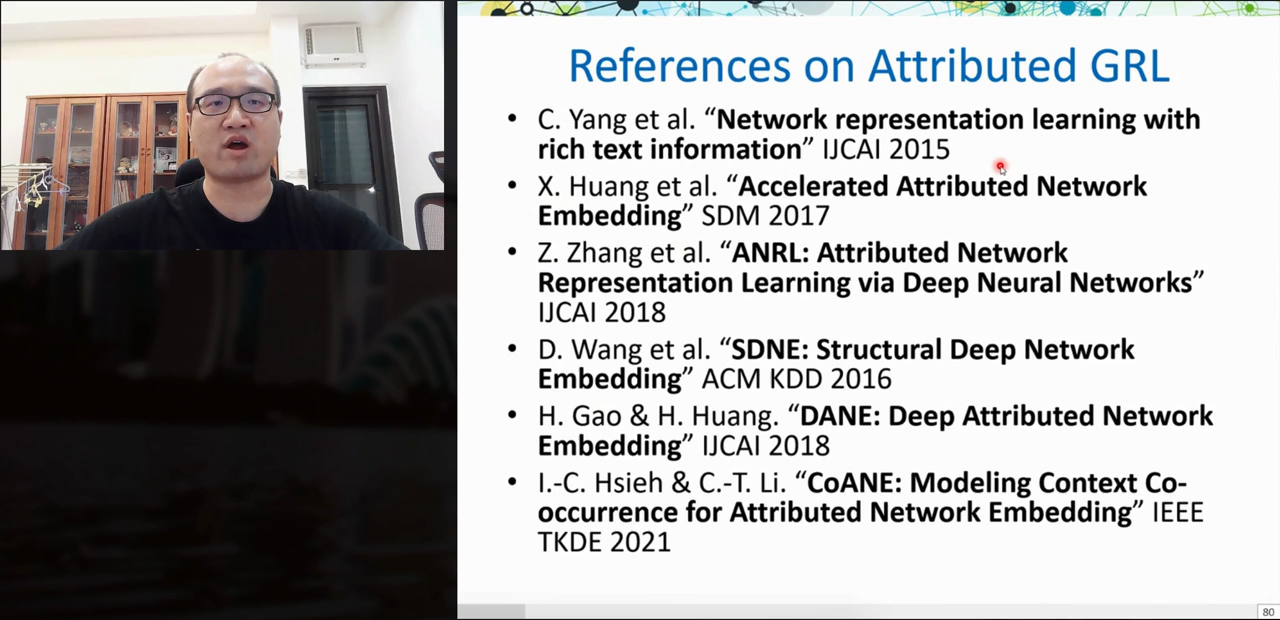 References on Attributed GRL
• C. Yang et al. “Network representation learning with
rich text information” IJCAI 2015
• X. Huang et al. “Accelerated Attributed Network
Embedding” SDM 2017
• Z. Zhang et al. “ANRL: Attributed Network
Representation Learning via Deep Neural Networks”
IJCAI 2018
• D. Wang et al. “SDNE: Structural Deep Network
Embedding” ACM KDD 2016
• H. Gao & H. Huang. “DANE: Deep Attributed Network
Embedding” IJCAI 2018
• I.-C. Hsieh & C.-T. Li. “CoANE: Modeling Context Co-
occurrence for Attributed Network Embedding” IEEE
TKDE 2021
80